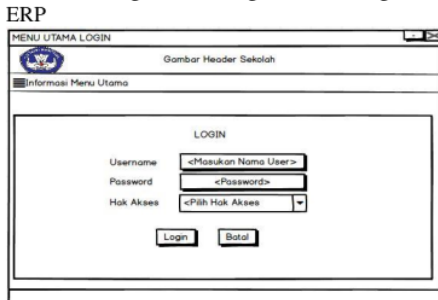 ERP
MENU UTAMA LOGIN
Gambar Header Sekolah
Informasi Menu Utama
LOGIN
Username <Masukan Nama User>
Password <Password>
Hak Akses <Pilih Hak Akses
Login Batal